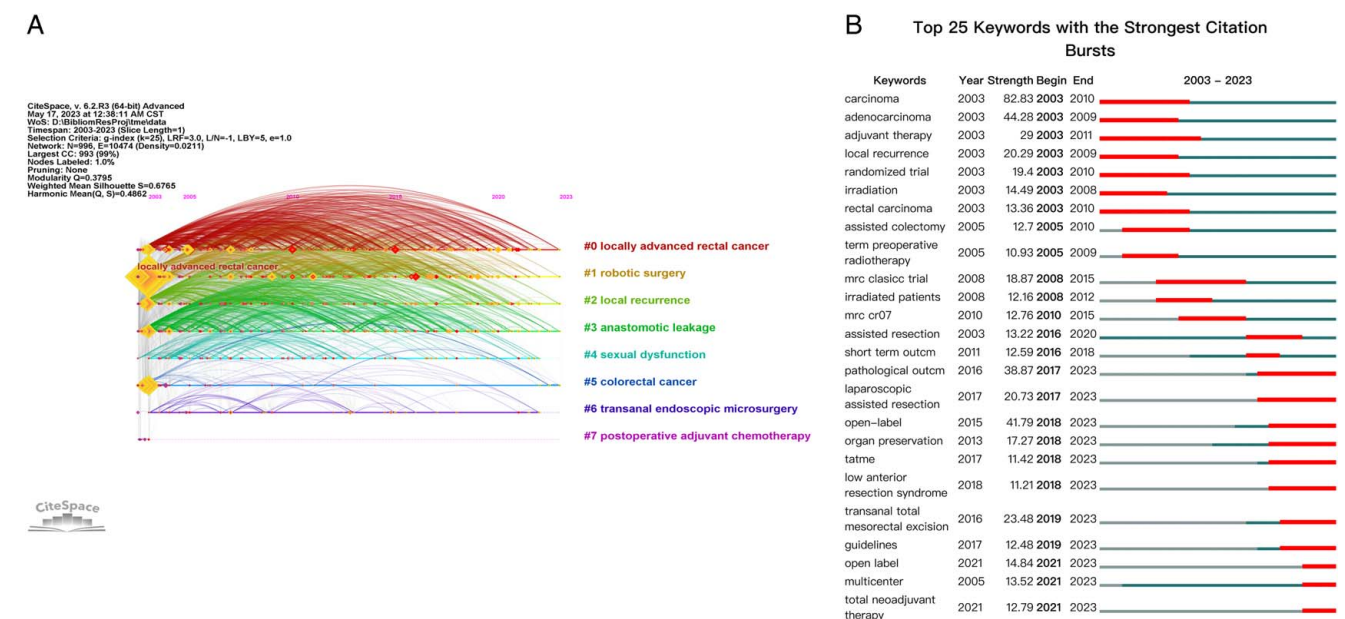 A
CiteSpace, v. 6.2.R3 (64-bit) Advanced
May 17, 2023 at 12:38:11 AM CST
WoS: D:\BibliomResProj\tme\data
Timespan: 2003-2023 (Slice Length=1)
Selection Criteria: g-index (k=25), LRF=3.0, L/N=-1, LBY=5, e=1.0
Network: N=996, E=10474 (Density=0.0211)
Largest CC: 993 (99%)
Nodes Labeled: 1.0%
Pruning: None
Modularity Q=0.3795
Weighted Mean Silhouette S=0.6765
Harmonic Mean(Q, S)=0.4862
2003 2005 2010 2015 2020 2023
locally advanced rectal cancer
#0 locally advanced rectal cancer
#1 robotic surgery
#2 local recurrence
#3 anastomotic leakage
#4 sexual dysfunction
#5 colorectal cancer
#6 transanal endoscopic microsurgery
#7 postoperative adjuvant chemotherapy
CiteSpace
B
Top 25 Keywords with the Strongest Citation
Bursts
Keywords Year Strength Begin End 2003 - 2023
carcinoma 2003 82.83 2003 2010
adenocarcinoma 2003 44.28 2003 2009
adjuvant therapy 2003 29 2003 2011
local recurrence 2003 20.29 2003 2009
randomized trial 2003 19.4 2003 2010
irradiation 2003 14.49 2003 2008
rectal carcinoma 2003 13.36 2003 2010
assisted colectomy 2005 12.7 2005 2010
term preoperative
radiotherapy 2005 10.93 2005 2009
mrc clasicc trial 2008 18.87 2008 2015
irradiated patients 2008 12.16 2008 2012
mrc cr07 2010 12.76 2010 2015
assisted resection 2003 13.22 2016 2020
short term outcm 2011 12.59 2016 2018
pathological outcm 2016 38.87 2017 2023
laparoscopic
assisted resection 2017 20.73 2017 2023
open-label 2015 41.79 2018 2023
organ preservation 2013 17.27 2018 2023
tatme 2017 11.42 2018 2023
low anterior
resection syndrome 2018 11.21 2018 2023
transanal total
mesorectal excision 2016 23.48 2019 2023
guidelines 2017 12.48 2019 2023
open label 2021 14.84 2021 2023
multicenter 2005 13.52 2021 2023
total neoadjuvant
therapy 2021 12.79 2021 2023